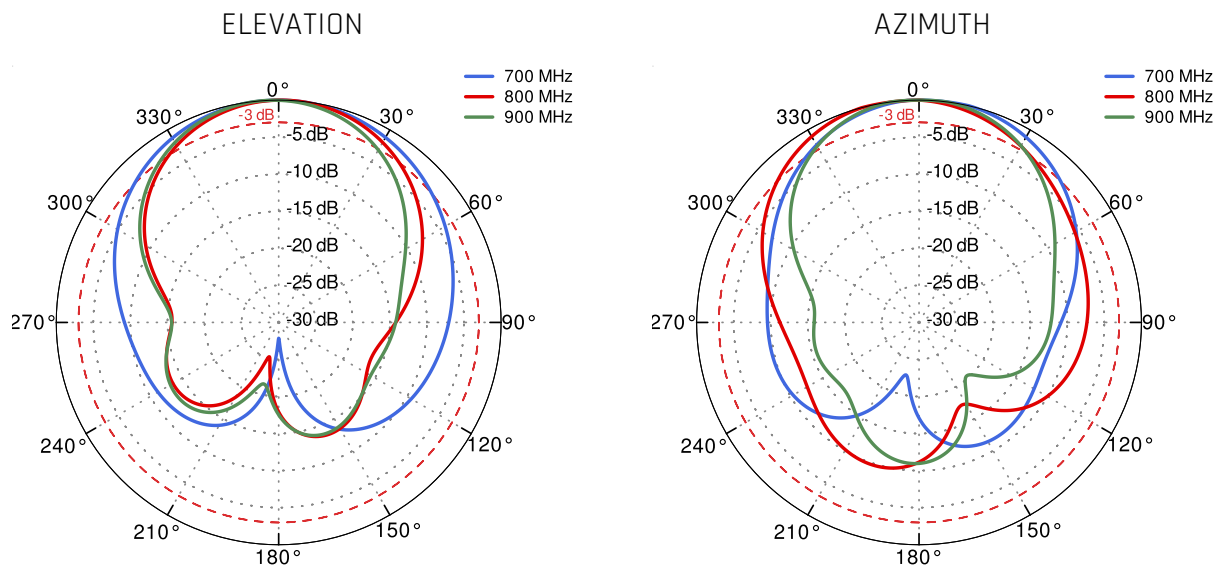 ELEVATION
700 MHz
800 MHz
900 MHz
0°
330°
30°
-3 dB
-5 dB
-10 dB
300°
60°
-15 dB
-20 dB
-25 dB
270°
-30 dB
90°
240°
120°
210°
150°
180°
AZIMUTH
700 MHz
800 MHz
900 MHz
0°
330°
30°
-3 dB
-5 dB
-10 dB
300°
60°
-15 dB
-20 dB
-25 dB
270°
-30 dB
90°
240°
120°
210°
150°
180°